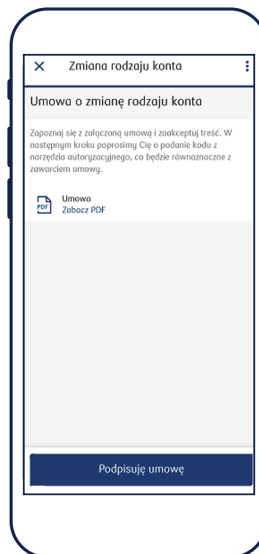 Zmiana rodzaju konta
Umowa o zmianę rodzaju konta
Zapoznaj się z załączoną umową i zaakceptuj treść. W
następnym kroku poprosimy Cię o podanie kodu z
narzędzia autoryzacyjnego, co będzie równoznaczne z
zawarciem umowy.
PDF
Umowa
Zobacz PDF
Podpisuję umowę